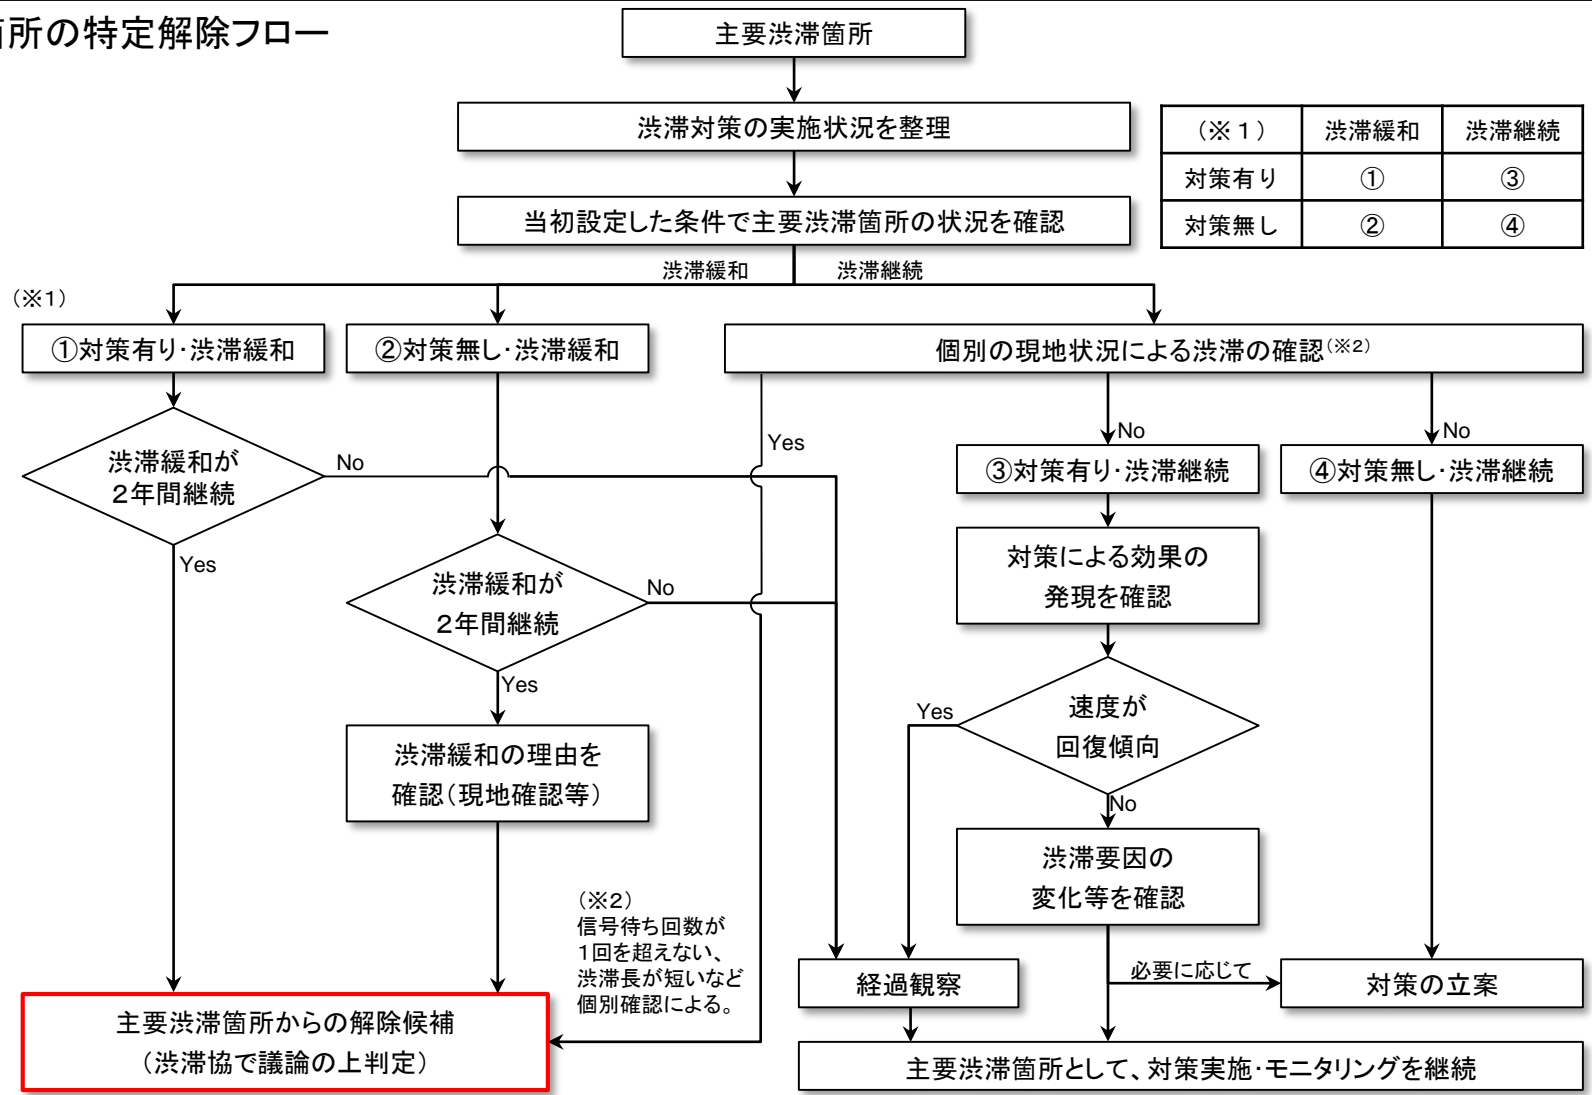 所の特定解除フロー
主要渋滞箇所
渋滞対策の実施状況を整理
当初設定した条件で主要渋滞箇所の状況を確認
(※1) 渋滞緩和 渋滞継続
対策有り ① ③
対策無し ② ④
渋滞緩和 渋滞継続
(※1)
①対策有り・渋滞緩和
②対策無し・渋滞緩和
個別の現地状況による渋滞の確認(※2)
渋滞緩和が
2年間継続
No
Yes
渋滞緩和が
2年間継続
No
Yes
渋滞緩和の理由を
確認(現地確認等)
Yes
No
③対策有り・渋滞継続
No
④対策無し・渋滞継続
対策による効果の
発現を確認
速度が
回復傾向
Yes
No
渋滞要因の
変化等を確認
(※2)
信号待ち回数が
1回を超えない、
渋滞長が短いなど
個別確認による。
経過観察
必要に応じて
対策の立案
主要渋滞箇所からの解除候補
(渋滞協で議論の上判定)
主要渋滞箇所として、対策実施・モニタリングを継続